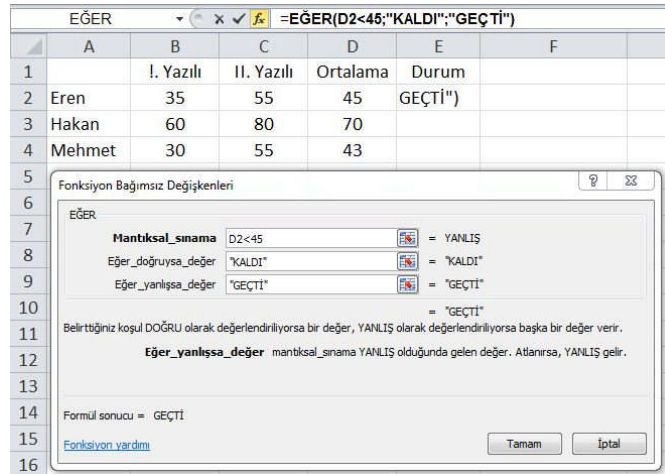 EĞER fx =EĞER(D2<45;"KALDI";"GEÇTİ")
A B C D E F
1 !. Yazılı II. Yazılı Ortalama Durum
2 Eren 35 55 45 GEÇTİ")
3 Hakan 60 80 70
4 Mehmet 30 55 43
5
Fonksiyon Bağımsız Değişkenleri
6
EĞER
7
Mantıksal_sınama D2<45 = YANLIŞ
8
Eğer_doğruysa_değer "KALDI" = "KALDI"
9
Eğer_yanlışsa_değer "GEÇTİ" = "GEÇTİ"
10
= "GEÇTİ"
11
Belirttiğiniz koşul DOĞRU olarak değerlendiriliyorsa bir değer, YANLIŞ olarak değerlendiriliyorsa başka bir değer verir.
12
Eğer_yanlışsa_değer mantıksal_sınama YANLIŞ olduğunda gelen değer. Atlanırsa, YANLIŞ gelir.
13
14
Formül sonucu = GEÇTİ
15
Fonksiyon yardımı Tamam İptal
16